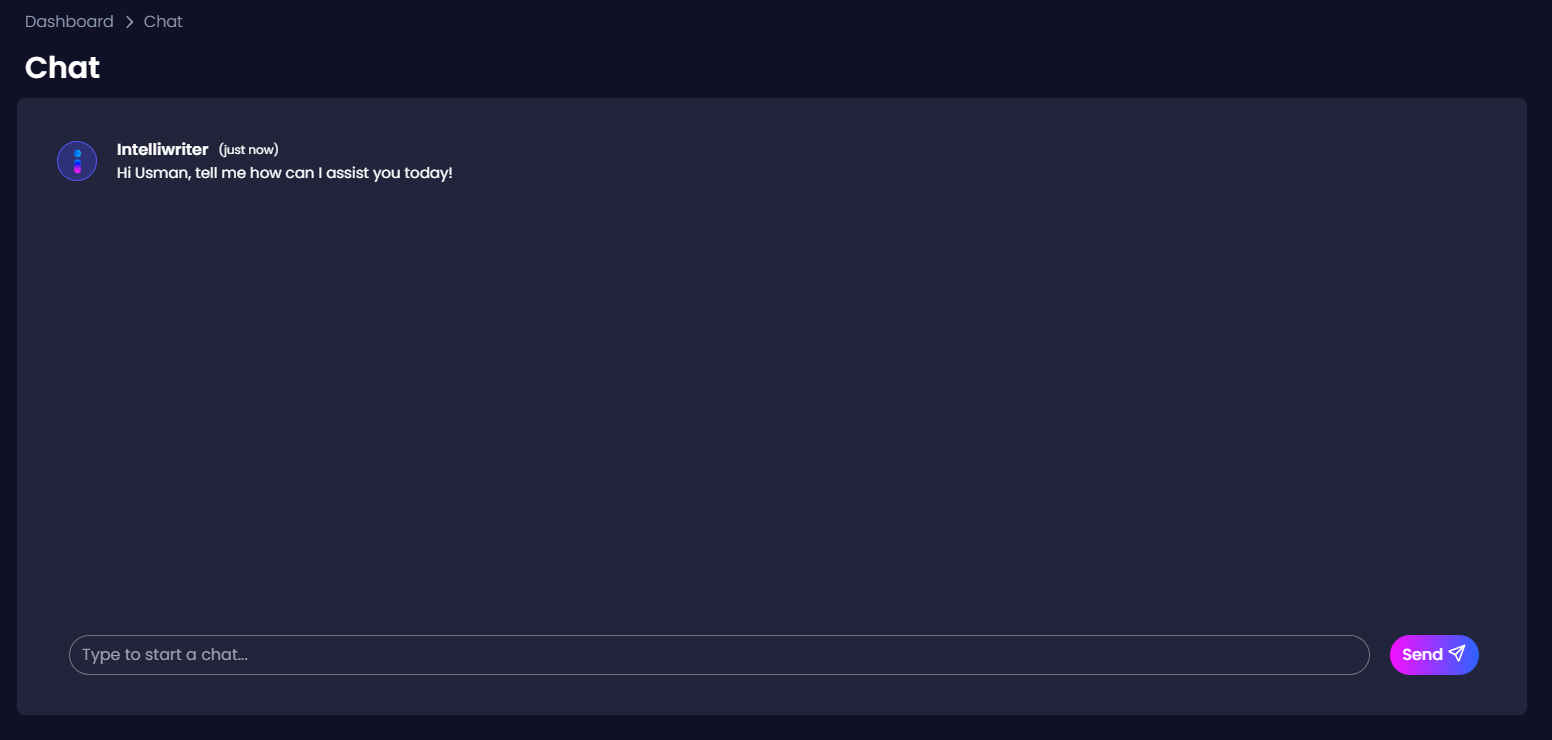 Dashboard > Chat
Chat
Intelliwriter (just now)
Hi Usman, tell me how can I assist you today!
Type to start a chat...
Send